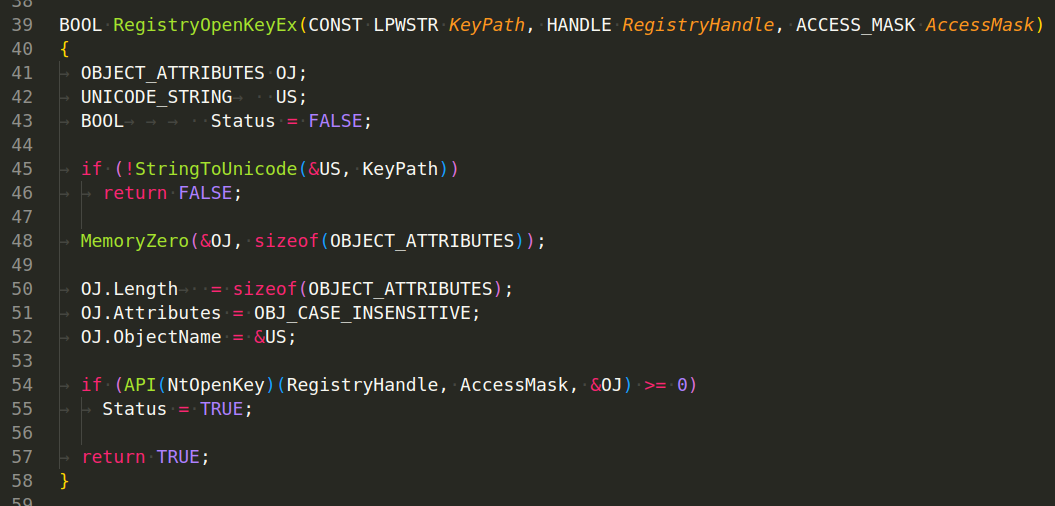 38
39 BOOL RegistryOpenKeyEx(CONST LPWSTR KeyPath, HANDLE RegistryHandle, ACCESS_MASK AccessMask)
40 {
41     OBJECT_ATTRIBUTES OJ;
42     UNICODE_STRING    US;
43     BOOL              Status = FALSE;
44
45     if (!StringToUnicode(&US, KeyPath))
46         return FALSE;
47
48     MemoryZero(&OJ, sizeof(OBJECT_ATTRIBUTES));
49
50     OJ.Length     = sizeof(OBJECT_ATTRIBUTES);
51     OJ.Attributes = OBJ_CASE_INSENSITIVE;
52     OJ.ObjectName = &US;
53
54     if (API(NtOpenKey)(RegistryHandle, AccessMask, &OJ) >= 0)
55         Status = TRUE;
56
57     return TRUE;
58 }
59